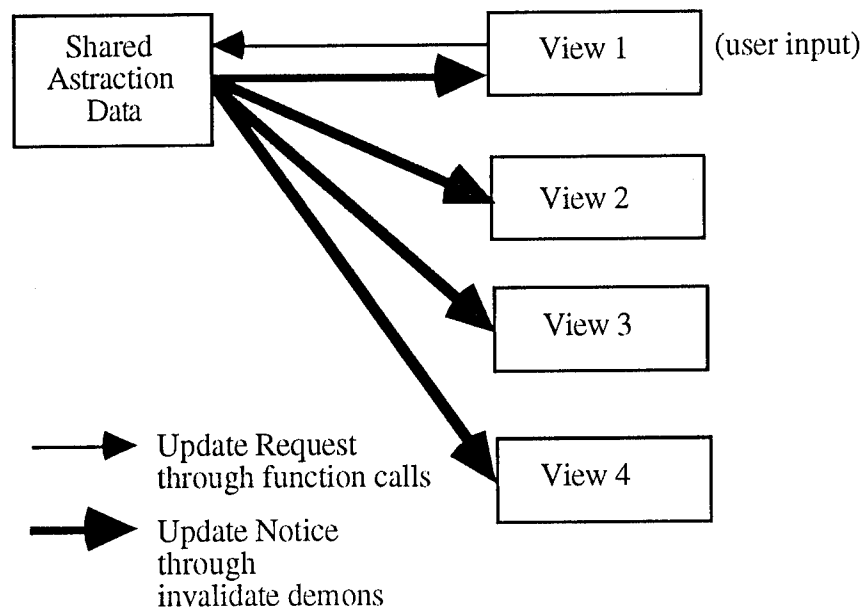 Shared
Astraction
Data
View 1
(user input)
View 2
View 3
View 4
Update Request
through function calls
Update Notice
through
invalidate demons